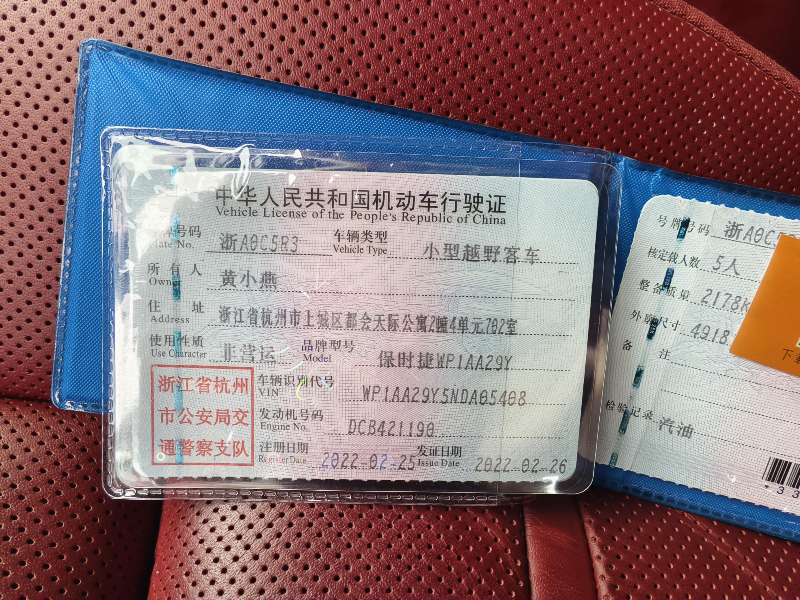 中华人民共和国机动车行驶证
Vehicle License of the People's Republic of China
号牌号码 浙A0C5R3 车辆类型 小型越野客车
Plate No. Vehicle Type
所有人 黄小燕
Owner
住址 浙江省杭州市上城区都会天际公寓2幢4单元702室
Address
使用性质 非营运 品牌型号 保时捷WP1AA29Y
Use Character Model
浙江省杭州
市公安局交
通警察支队
车辆识别代号 WP1AA29Y5NDA05408
VIN
发动机号码 DCB421190
Engine No.
注册日期 2022-02-25 发证日期 2022-02-26
Register Date Issue Date
号牌号码 浙A0C5
核定载人数 5人
整备质量 2178K
外廓尺寸 4918
备注
检验记录 汽油
下载
*33